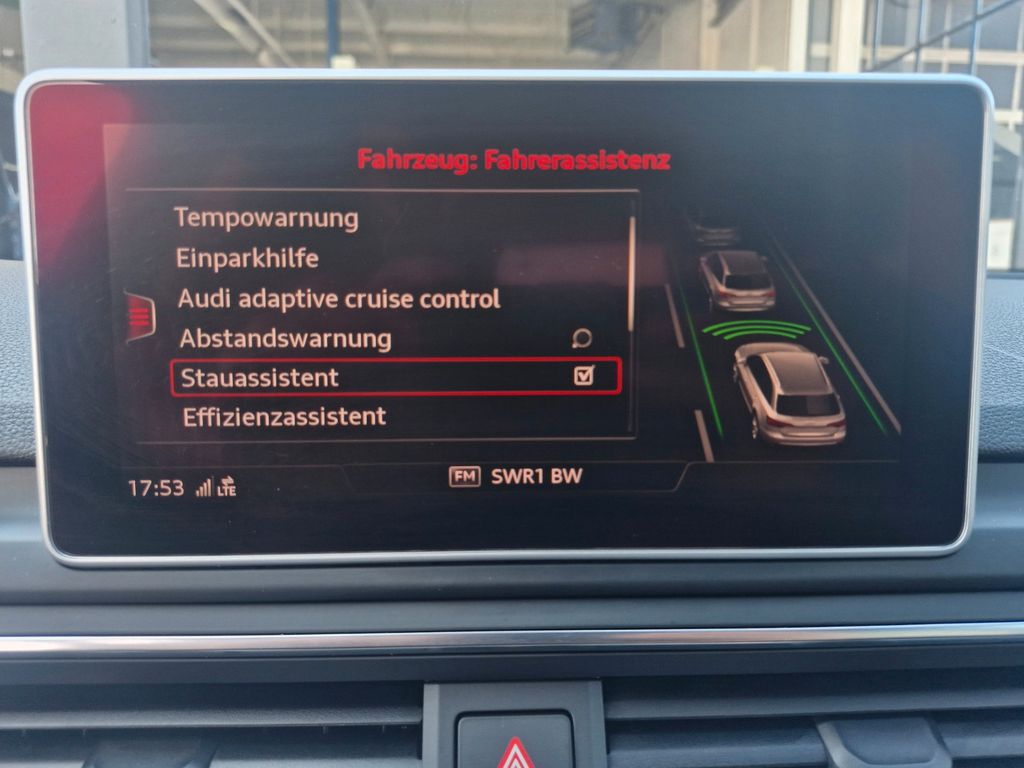 Fahrzeug: Fahrerassistenz
Tempowarnung
Einparkhilfe
Audi adaptive cruise control
Abstandswarnung
Stauassistent
Effizienzassistent
17:53 LTE
FM SWR1 BW